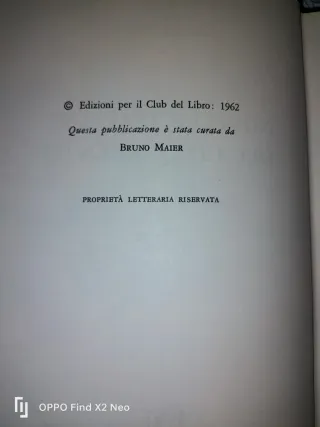 © Edizioni per il Club del Libro: 1962
Questa pubblicazione è stata curata da
BRUNO MAIER
PROPRIETÀ LETTERARIA RISERVATA
OPPO Find X2 Neo